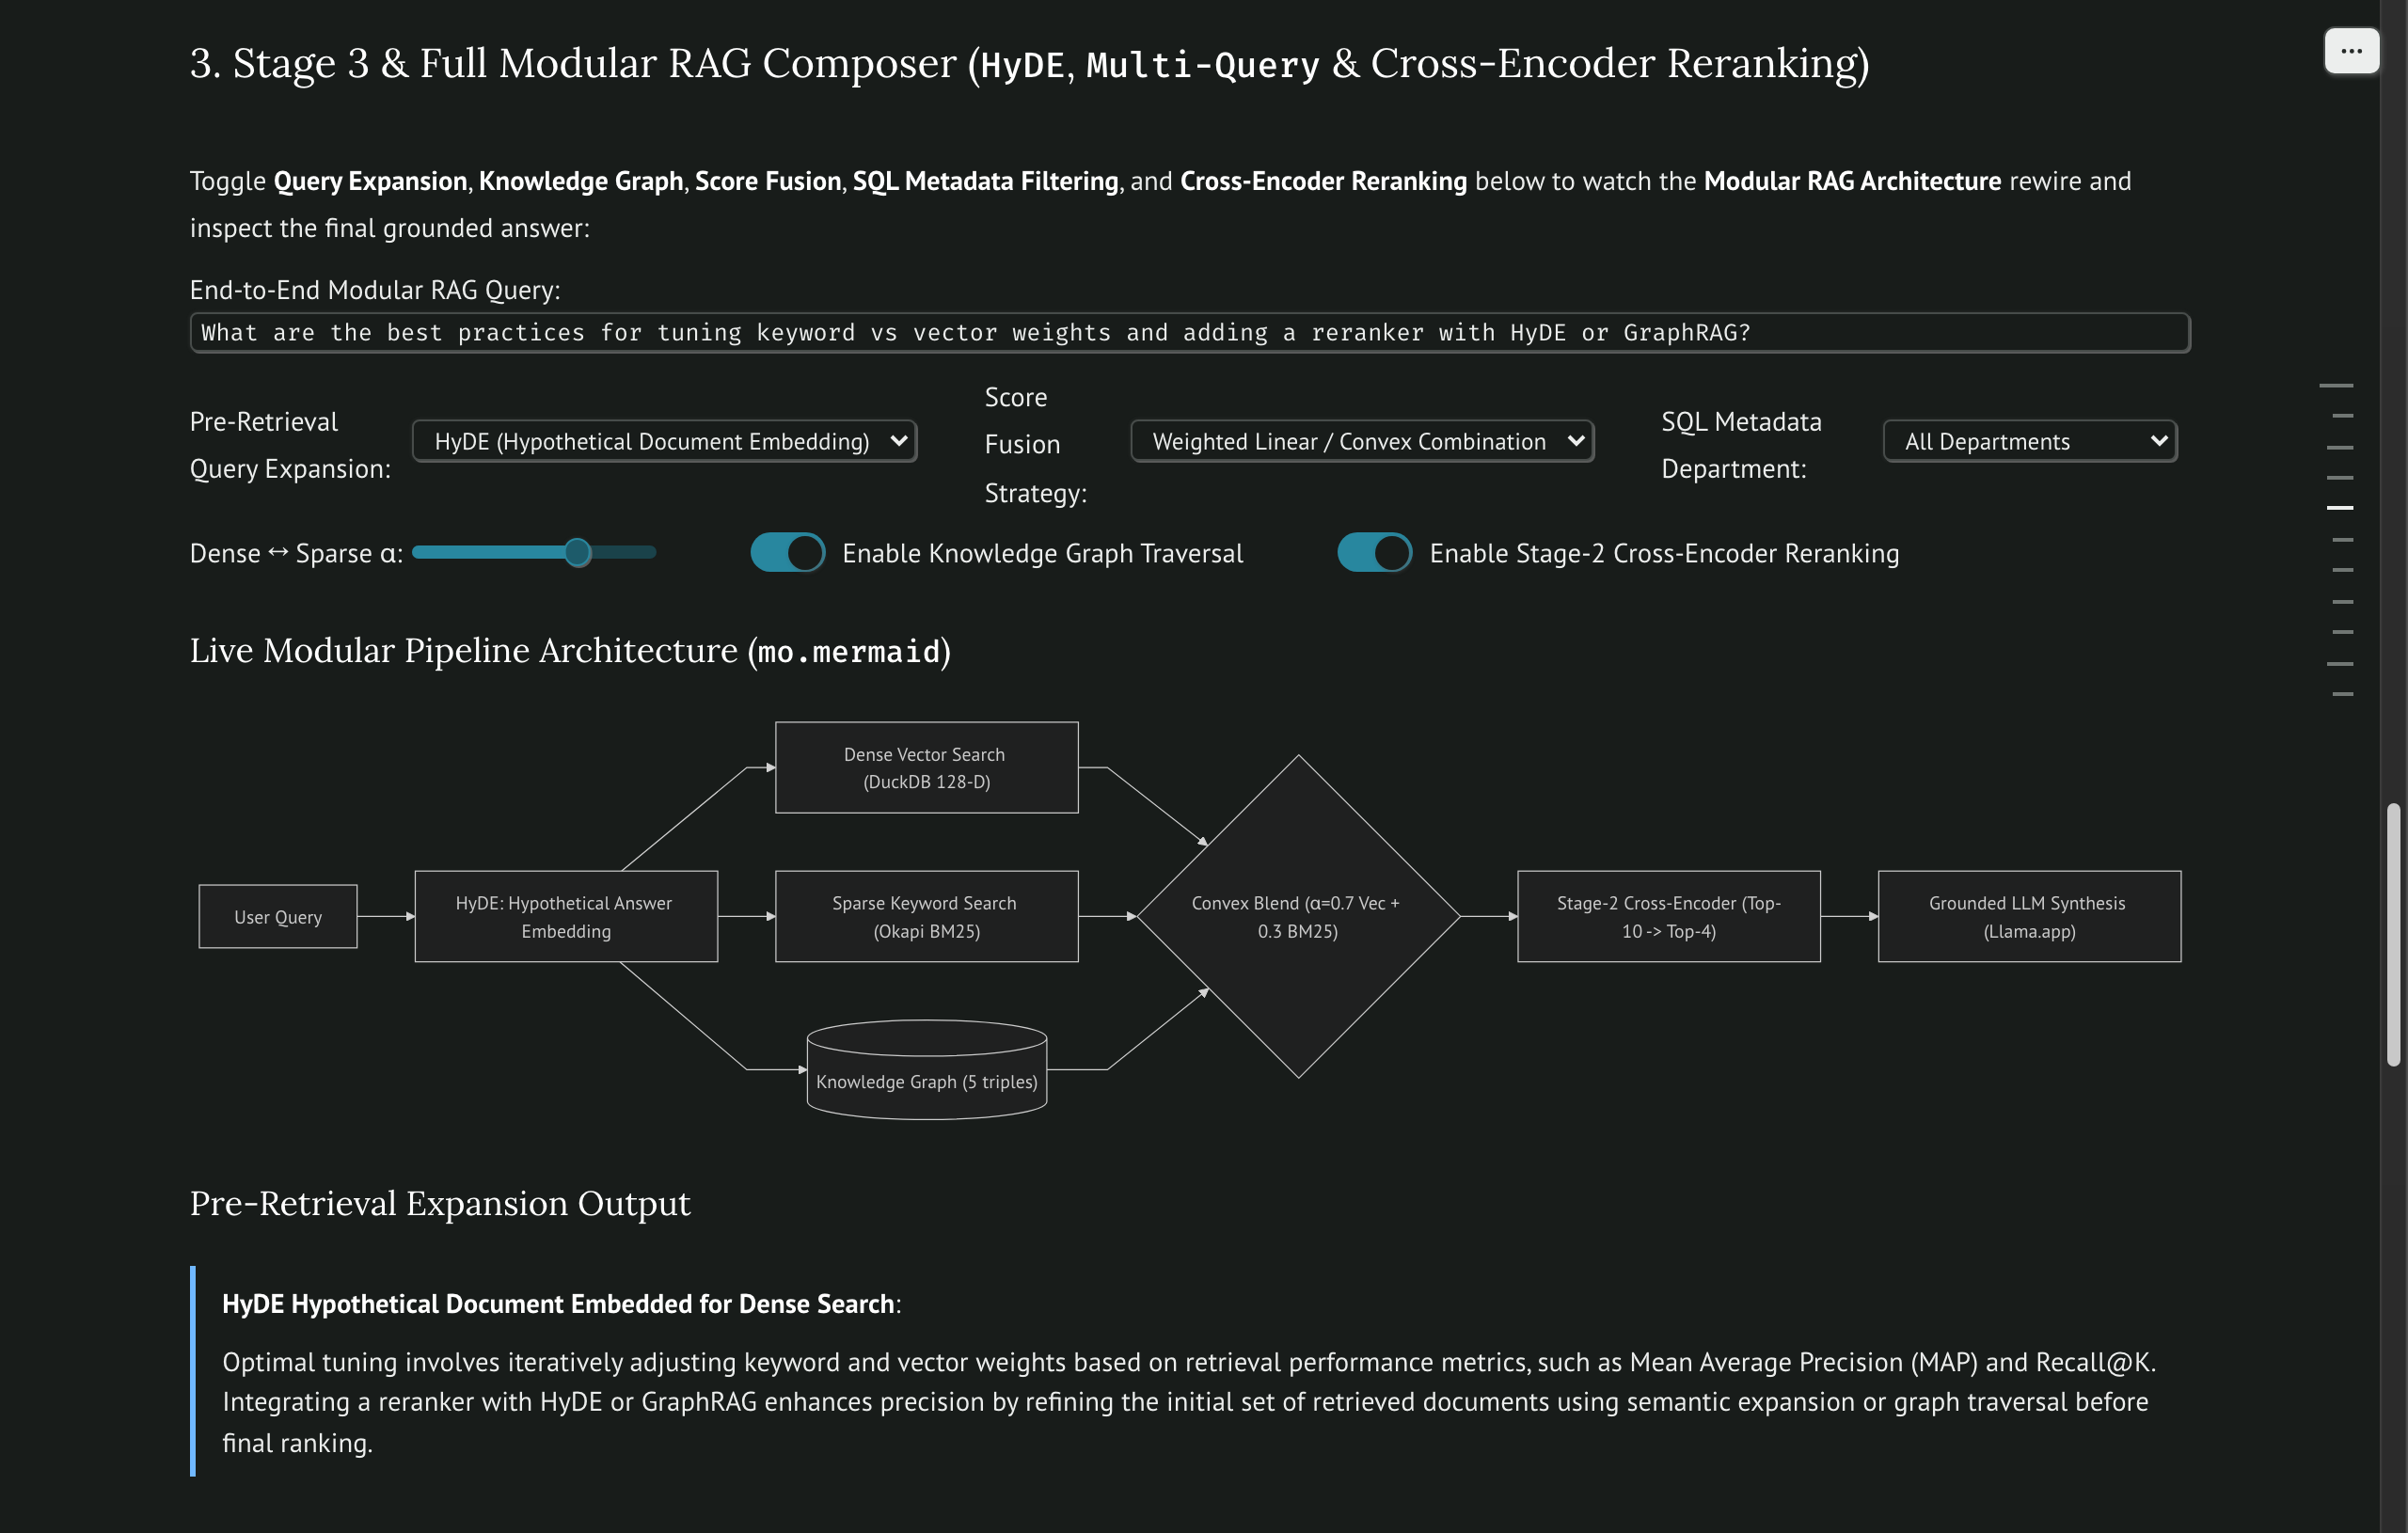 3. Stage 3 & Full Modular RAG Composer (HyDE, Multi-Query & Cross-Encoder Reranking)
Toggle Query Expansion, Knowledge Graph, Score Fusion, SQL Metadata Filtering, and Cross-Encoder Reranking below to watch the Modular RAG Architecture rewire and
inspect the final grounded answer:
End-to-End Modular RAG Query:
What are the best practices for tuning keyword vs vector weights and adding a reranker with HyDE or GraphRAG?
Pre-Retrieval
Query Expansion:
HyDE (Hypothetical Document Embedding)
Score
Fusion
Strategy:
Weighted Linear / Convex Combination
SQL Metadata
Department:
All Departments
Dense ↔ Sparse α:
Enable Knowledge Graph Traversal
Enable Stage-2 Cross-Encoder Reranking
Live Modular Pipeline Architecture (mo.mermaid)
User Query
HyDE: Hypothetical Answer
Embedding
Dense Vector Search
(DuckDB 128-D)
Sparse Keyword Search
(Okapi BM25)
Knowledge Graph (5 triples)
Convex Blend (α=0.7 Vec +
0.3 BM25)
Stage-2 Cross-Encoder (Top-
10 -> Top-4)
Grounded LLM Synthesis
(Llama.app)
Pre-Retrieval Expansion Output
HyDE Hypothetical Document Embedded for Dense Search:
Optimal tuning involves iteratively adjusting keyword and vector weights based on retrieval performance metrics, such as Mean Average Precision (MAP) and Recall@K.
Integrating a reranker with HyDE or GraphRAG enhances precision by refining the initial set of retrieved documents using semantic expansion or graph traversal before
final ranking.